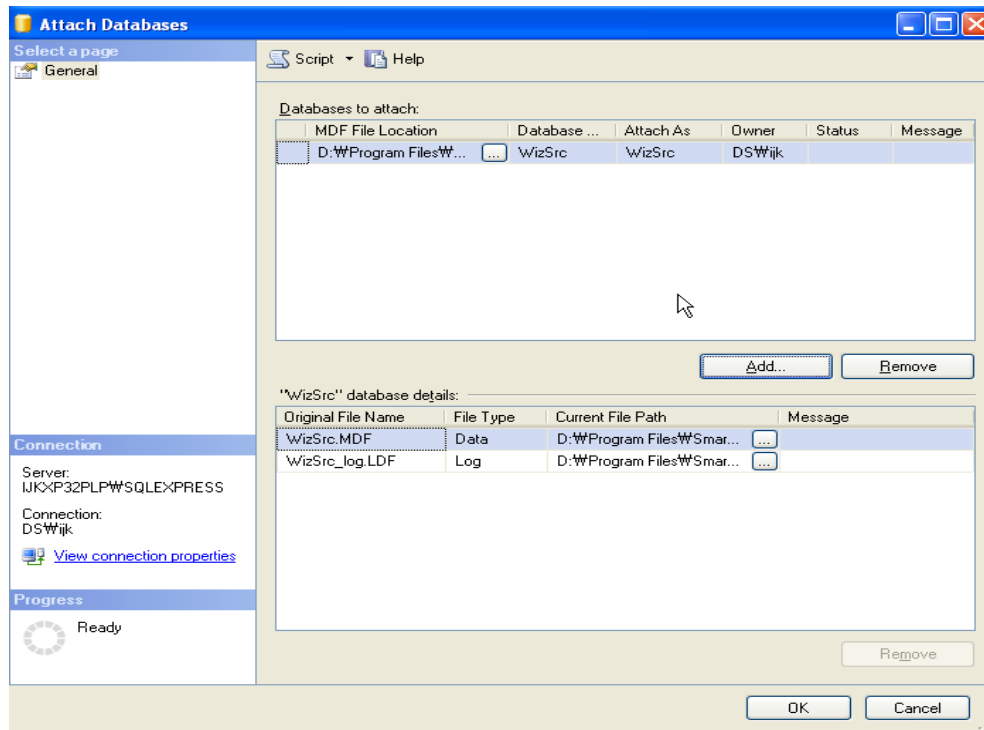 Attach Databases
Select a page
General
Script Help
Databases to attach:
MDF File Location Database ... Attach As Owner Status Message
D:₩Program Files₩... ... WizSrc WizSrc DS₩ijk
Add... Remove
"WizSrc" database details:
Original File Name File Type Current File Path Message
WizSrc.MDF Data D:₩Program Files₩Smar... ...
WizSrc_log.LDF Log D:₩Program Files₩Smar... ...
Connection
Server:
IJKXP32PLP₩SQLEXPRESS
Connection:
DS₩ijk
View connection properties
Progress
Ready
Remove
OK Cancel